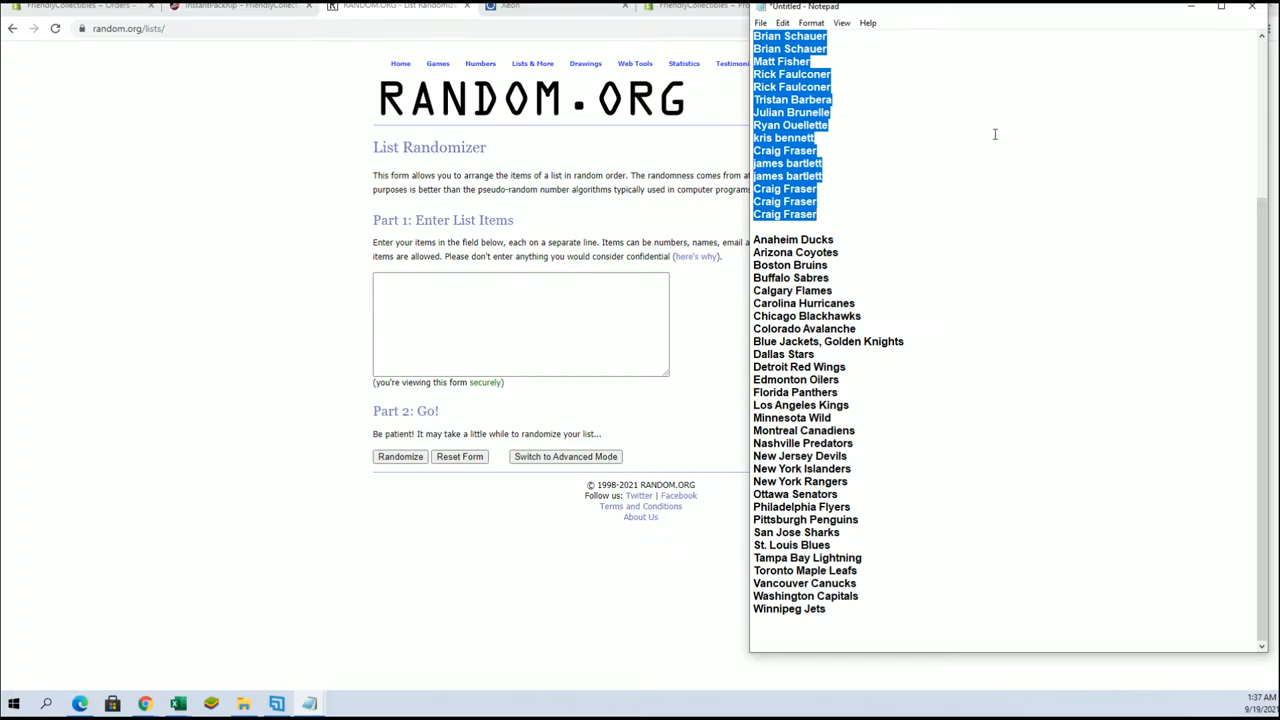 FriendlyCollectibles ~ Orders ~
InstantPackRip ~ FriendlyCollect
RANDOM.ORG - List Randomizer
Xeon
FriendlyCollectibles ~ Pro
*Untitled - Notepad
random.org/lists/
File Edit Format View Help
Home Games Numbers Lists & More Drawings Web Tools Statistics Testimoni
RANDOM.ORG
List Randomizer
This form allows you to arrange the items of a list in random order. The randomness comes from at
purposes is better than the pseudo-random number algorithms typically used in computer programs
Part 1: Enter List Items
Enter your items in the field below, each on a separate line. Items can be numbers, names, email a
items are allowed. Please don't enter anything you would consider confidential (here's why).
(you're viewing this form securely)
Part 2: Go!
Be patient! It may take a little while to randomize your list...
Randomize Reset Form Switch to Advanced Mode
© 1998-2021 RANDOM.ORG
Follow us: Twitter | Facebook
Terms and Conditions
About Us
Brian Schauer
Brian Schauer
Matt Fisher
Rick Faulconer
Rick Faulconer
Tristan Barbera
Julian Brunelle
Ryan Ouellette
kris bennett
Craig Fraser
james bartlett
james bartlett
Craig Fraser
Craig Fraser
Craig Fraser
Anaheim Ducks
Arizona Coyotes
Boston Bruins
Buffalo Sabres
Calgary Flames
Carolina Hurricanes
Chicago Blackhawks
Colorado Avalanche
Blue Jackets, Golden Knights
Dallas Stars
Detroit Red Wings
Edmonton Oilers
Florida Panthers
Los Angeles Kings
Minnesota Wild
Montreal Canadiens
Nashville Predators
New Jersey Devils
New York Islanders
New York Rangers
Ottawa Senators
Philadelphia Flyers
Pittsburgh Penguins
San Jose Sharks
St. Louis Blues
Tampa Bay Lightning
Toronto Maple Leafs
Vancouver Canucks
Washington Capitals
Winnipeg Jets
1:37 AM
9/19/2021